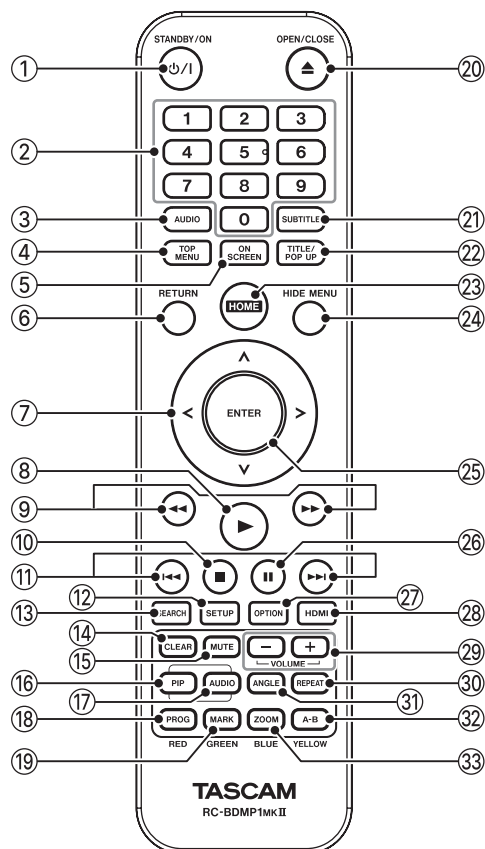 STANDBY/ON OPEN/CLOSE
1 ⏻/I 20
1 2 3
2 4 5 6
7 8 9
3 AUDIO 0 SUBTITLE 21
4 TOP MENU ON SCREEN TITLE/POP UP 22
5 23
RETURN HOME HIDE MENU
6 24
7 ENTER
8 25
9
10 26
11
12 27
13 SEARCH SETUP OPTION HDMI 28
14 CLEAR MUTE − + 29
15 VOLUME
16 PIP AUDIO ANGLE REPEAT 30
17 31
18 PROG MARK ZOOM A-B 32
RED GREEN BLUE YELLOW
19 33
TASCAM
RC-BDMP1MKII